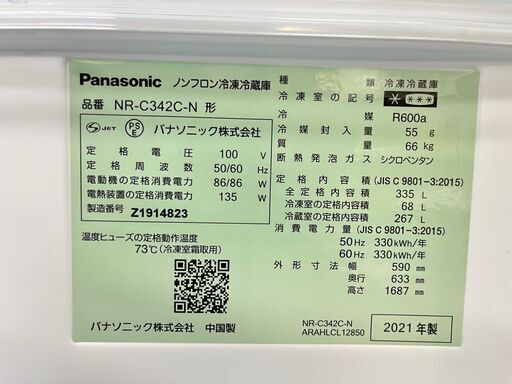 Panasonic ノンフロン冷凍冷蔵庫
品番 NR-C342C-N 形
S JET PSE パナソニック株式会社
定格電圧 100 V
定格周波数 50/60 Hz
電動機の定格消費電力 86/86 W
電熱装置の定格消費電力 135 W
製造番号 Z1914823
温度ヒューズの定格動作温度
73℃(冷凍室霜取用)
パナソニック株式会社 中国製
種類 冷凍冷蔵庫
冷凍室の記号 * ***
冷媒 R600a
冷媒封入量 55 g
質量 66 kg
断熱発泡ガス シクロペンタン
定格内容積 (JIS C 9801-3:2015)
全定格内容積 335 L
冷凍室の定格内容積 68 L
冷蔵室の定格内容積 267 L
消費電力量 (JIS C 9801-3:2015)
50Hz 330kWh/年
60Hz 330kWh/年
外形寸法 幅 590 mm
奥行 633 mm
高さ 1687 mm
NR-C342C-N
ARAHLCL12850
2021年製